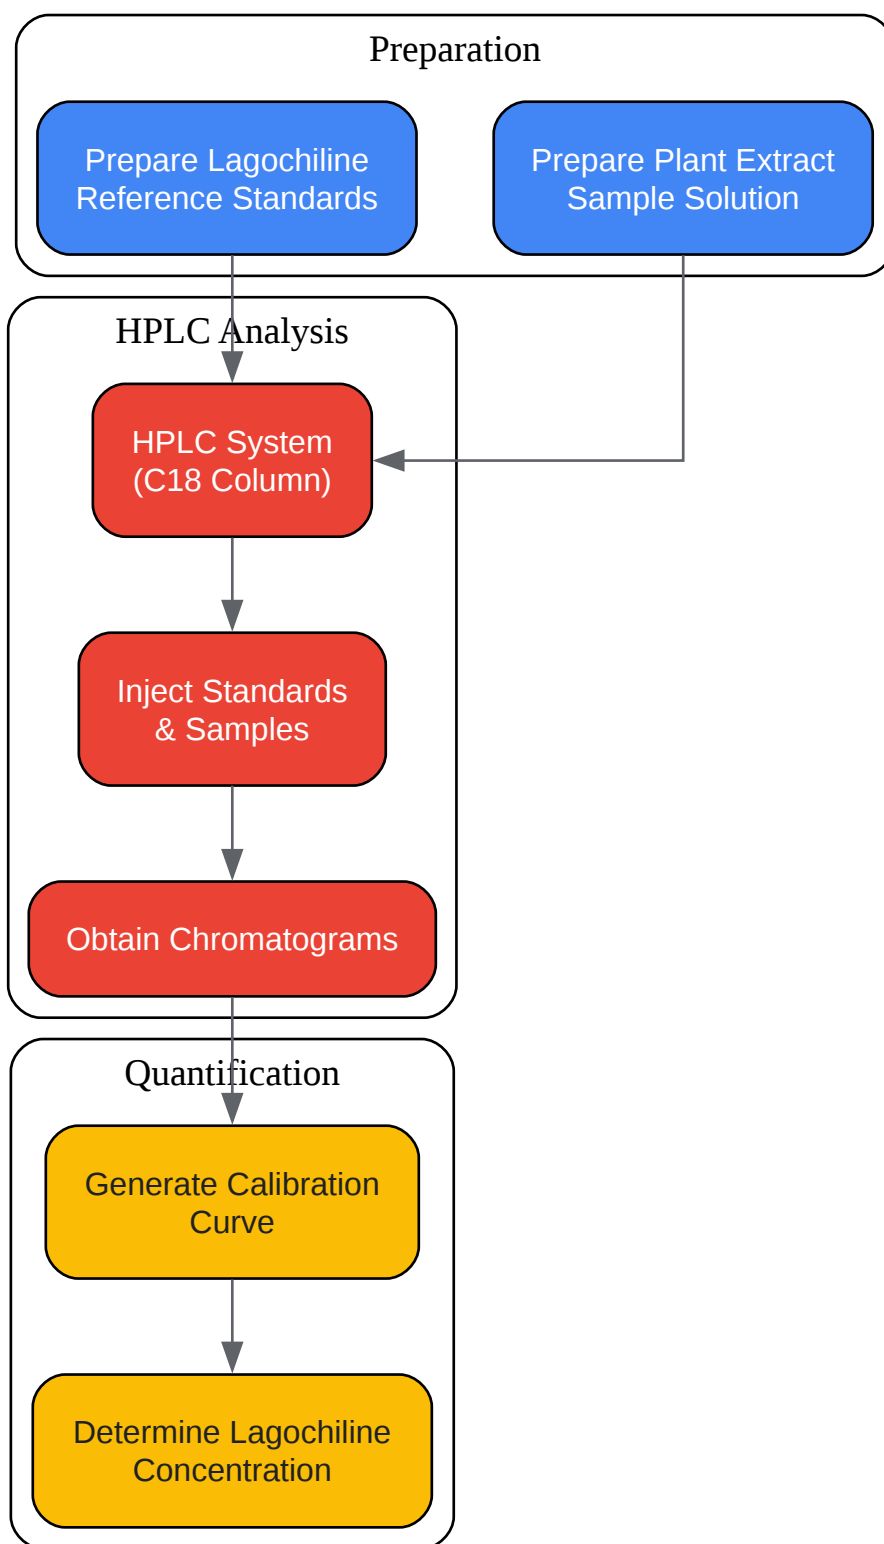 Preparation
Prepare Lagochiline
Reference Standards
Prepare Plant Extract
Sample Solution
HPLC Analysis
HPLC System
(C18 Column)
Inject Standards
& Samples
Obtain Chromatograms
Quantification
Generate Calibration
Curve
Determine Lagochiline
Concentration